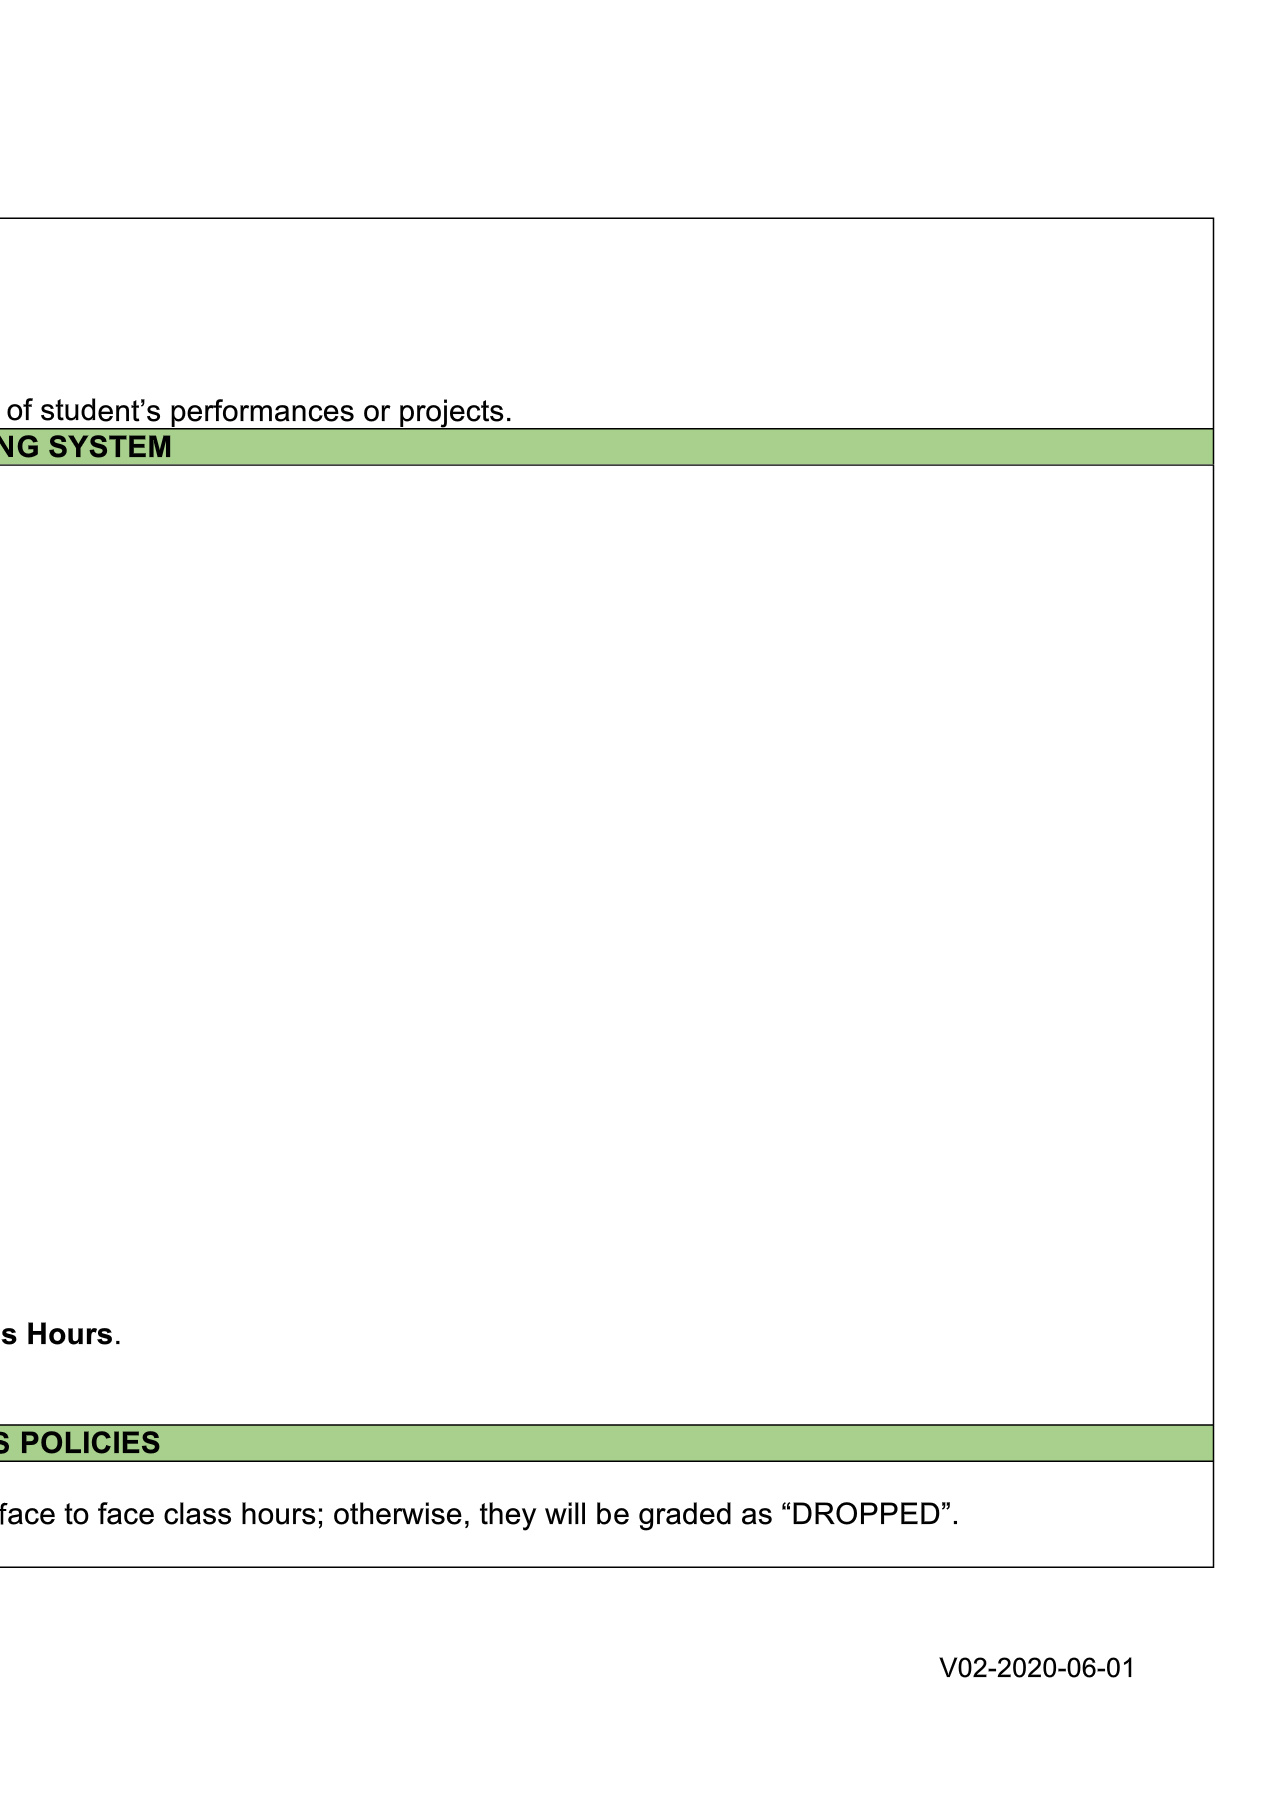 of student’s performances or projects.
NG SYSTEM
s Hours.
S POLICIES
face to face class hours; otherwise, they will be graded as “DROPPED”.
V02-2020-06-01